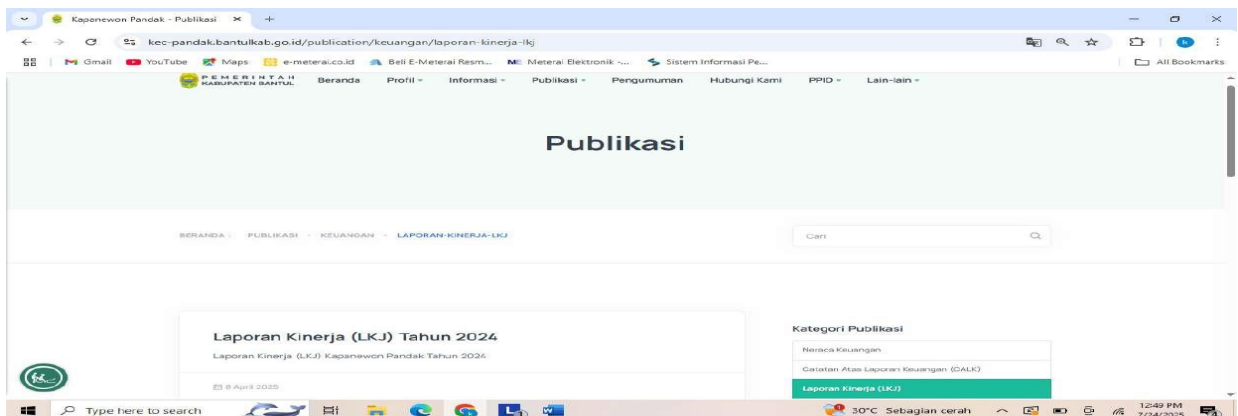 Kapanewon Pandak - Publikasi
kec-pandak.bantulkab.go.id/publication/keuangan/laporan-kinerja-lkj
Gmail YouTube Maps e-meterai.co.id Beli E-Meterai Resm... Meterai Elektronik -... Sistem Informasi Pe... All Bookmarks
PEMERINTAH
KABUPATEN BANTUL
Beranda Profil Informasi Publikasi Pengumuman Hubungi Kami PPID Lain-lain
Publikasi
BERANDA PUBLIKASI - KEUANGAN - LAPORAN-KINERJA-LKJ
Cari
Laporan Kinerja (LKJ) Tahun 2024
Laporan Kinerja (LKJ) Kapanewon Pandak Tahun 2024
8 April 2025
Kategori Publikasi
Neraca Keuangan
Catatan Atas Laporan Keuangan (CALK)
Laporan Kinerja (LKJ)
Type here to search
30°C Sebagian cerah
12:49 PM
7/24/2025